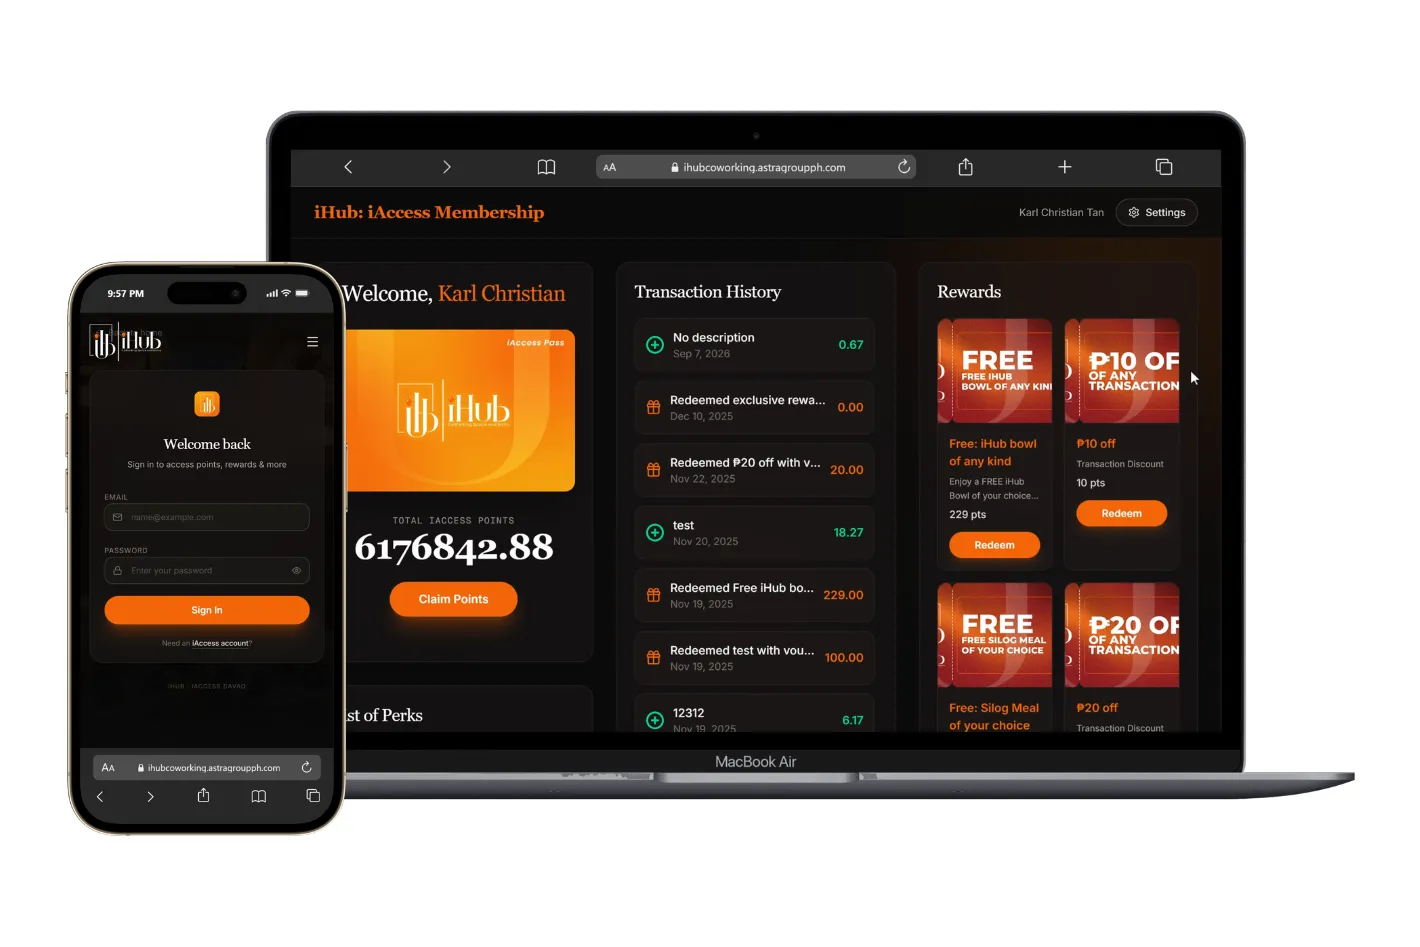 ihubcoworking.astragroupph.com
iHub: iAccess Membership
Karl Christian Tan
Settings
Welcome, Karl Christian
iAccess Pass
iHub
TOTAL IACCESS POINTS
6176842.88
Claim Points
st of Perks
Transaction History
No description
Sep 7, 2026
0.67
Redeemed exclusive rewa...
Dec 10, 2025
0.00
Redeemed ₱20 off with v...
Nov 22, 2025
20.00
test
Nov 20, 2025
18.27
Redeemed Free iHub bo...
Nov 19, 2025
229.00
Redeemed test with vou...
Nov 19, 2025
100.00
12312
Nov 19, 2025
6.17
Rewards
FREE
FREE IHUB
BOWL OF ANY KIN
Free: iHub bowl
of any kind
Enjoy a FREE iHub
Bowl of your choice...
229 pts
Redeem
₱10 OF
OF ANY
TRANSACTION
₱10 off
Transaction Discount
10 pts
Redeem
FREE
FREE SILOG MEAL
OF YOUR CHOICE
Free: Silog Meal
of your choice
₱20 OF
OF ANY
TRANSACTION
₱20 off
Transaction Discount
MacBook Air
9:57 PM
iHub
Welcome back
Sign in to access points, rewards & more
EMAIL
name@example.com
PASSWORD
Enter your password
Sign In
Need an iAccess account?
IHUB · IACCESS DAVAO
AA
ihubcoworking.astragroupph.com